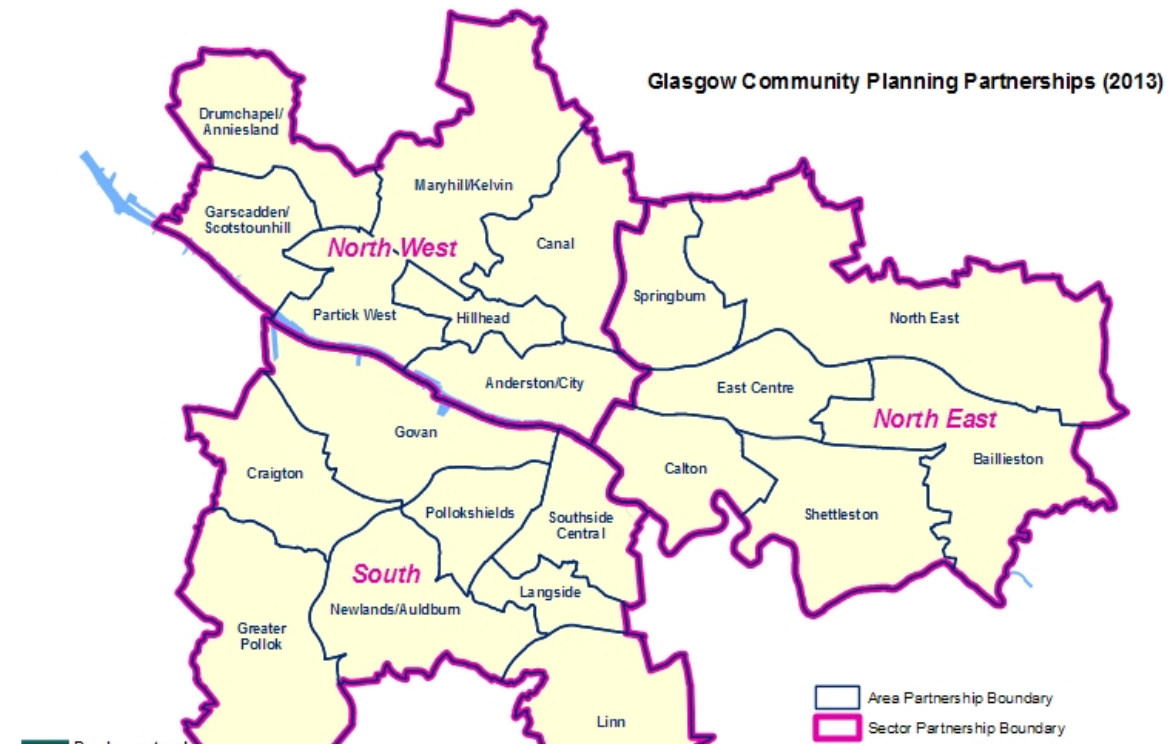 Glasgow Community Planning Partnerships (2013)
Drumchapel/
Anniesland
Maryhill/Kelvin
Garscadden/
Scotstounhill
North West
Canal
Springburn
Partick West
Hillhead
North East
Anderston/City
East Centre
North East
Govan
Baillieston
Craigton
Calton
Pollokshields
Southside
Central
Shettleston
South
Langside
Newlands/Auldburn
Greater
Pollok
Linn
Area Partnership Boundary
Sector Partnership Boundary